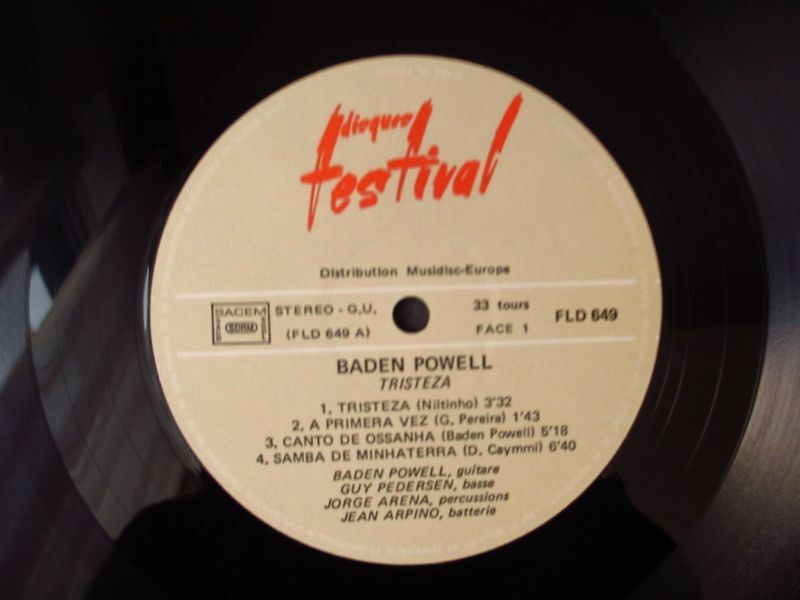 disques
festival
Distribution Musidisc-Europe
SACEM
SDRM
STEREO - G.U.
(FLD 649 A)
33 tours
FACE 1
FLD 649
BADEN POWELL
TRISTEZA
1. TRISTEZA (Niltinho) 3'32
2. A PRIMERA VEZ (G. Pereira) 1'43
3. CANTO DE OSSANHA (Baden Powell) 5'18
4. SAMBA DE MINHATERRA (D. Caymmi) 6'40
BADEN POWELL, guitare
GUY PEDERSEN, basse
JORGE ARENA, percussions
JEAN ARPINO, batterie